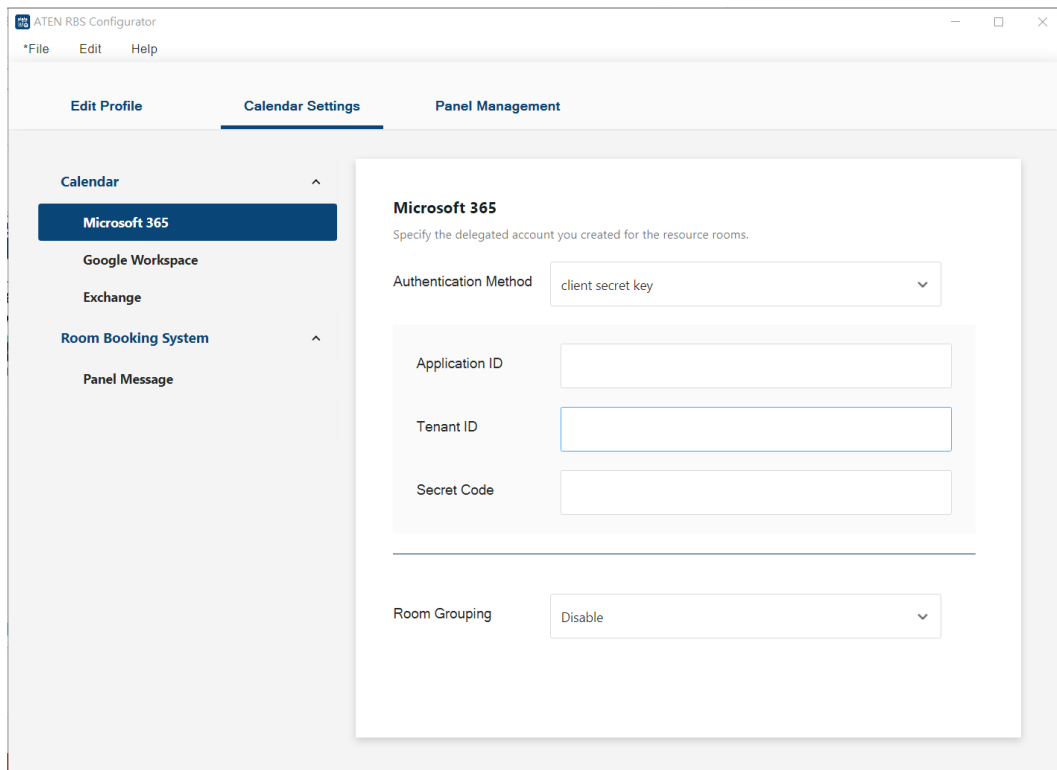 ATEN RBS Configurator
*File Edit Help
Edit Profile Calendar Settings Panel Management
Calendar
Microsoft 365
Google Workspace
Exchange
Room Booking System
Panel Message
Microsoft 365
Specify the delegated account you created for the resource rooms.
Authentication Method client secret key
Application ID
Tenant ID
Secret Code
Room Grouping Disable